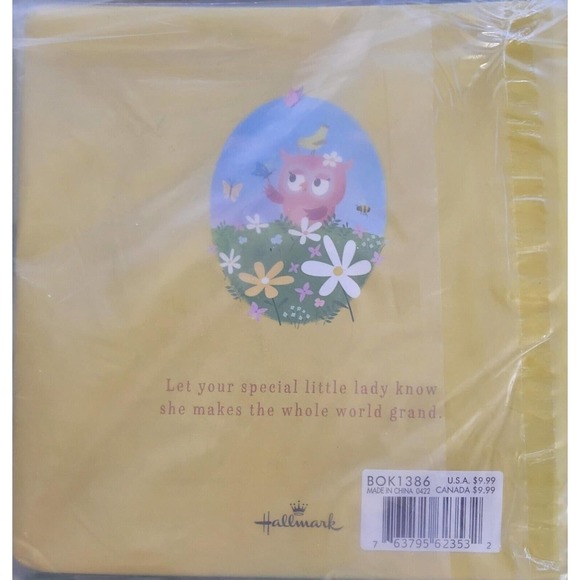 Let your special little lady know
she makes the whole world grand.
BOK1386 U.S.A. $9.99
MADE IN CHINA 0422 CANADA $9.99
Hallmark
7 63795 62353 2